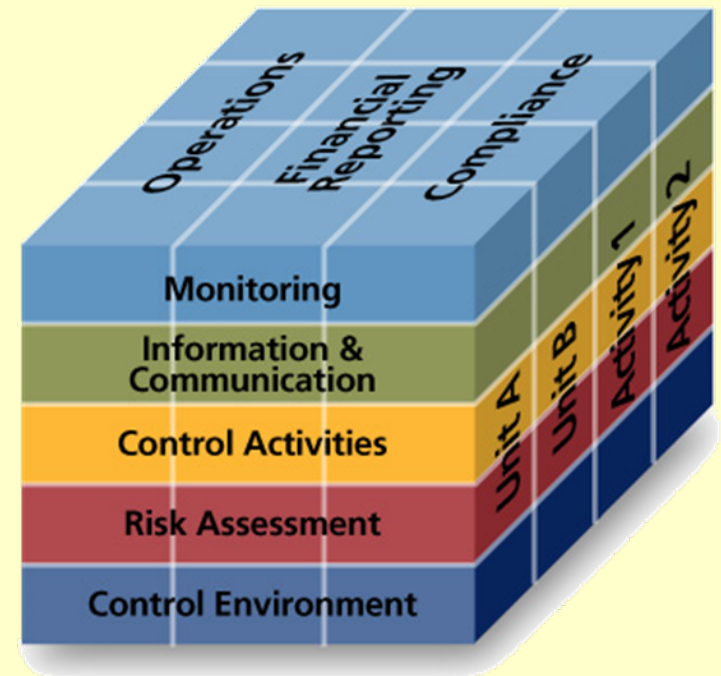 Operations
Financial
Reporting
Compliance
Monitoring
Information &
Communication
Control Activities
Risk Assessment
Control Environment
Unit A
Unit B
Activity 1
Activity 2